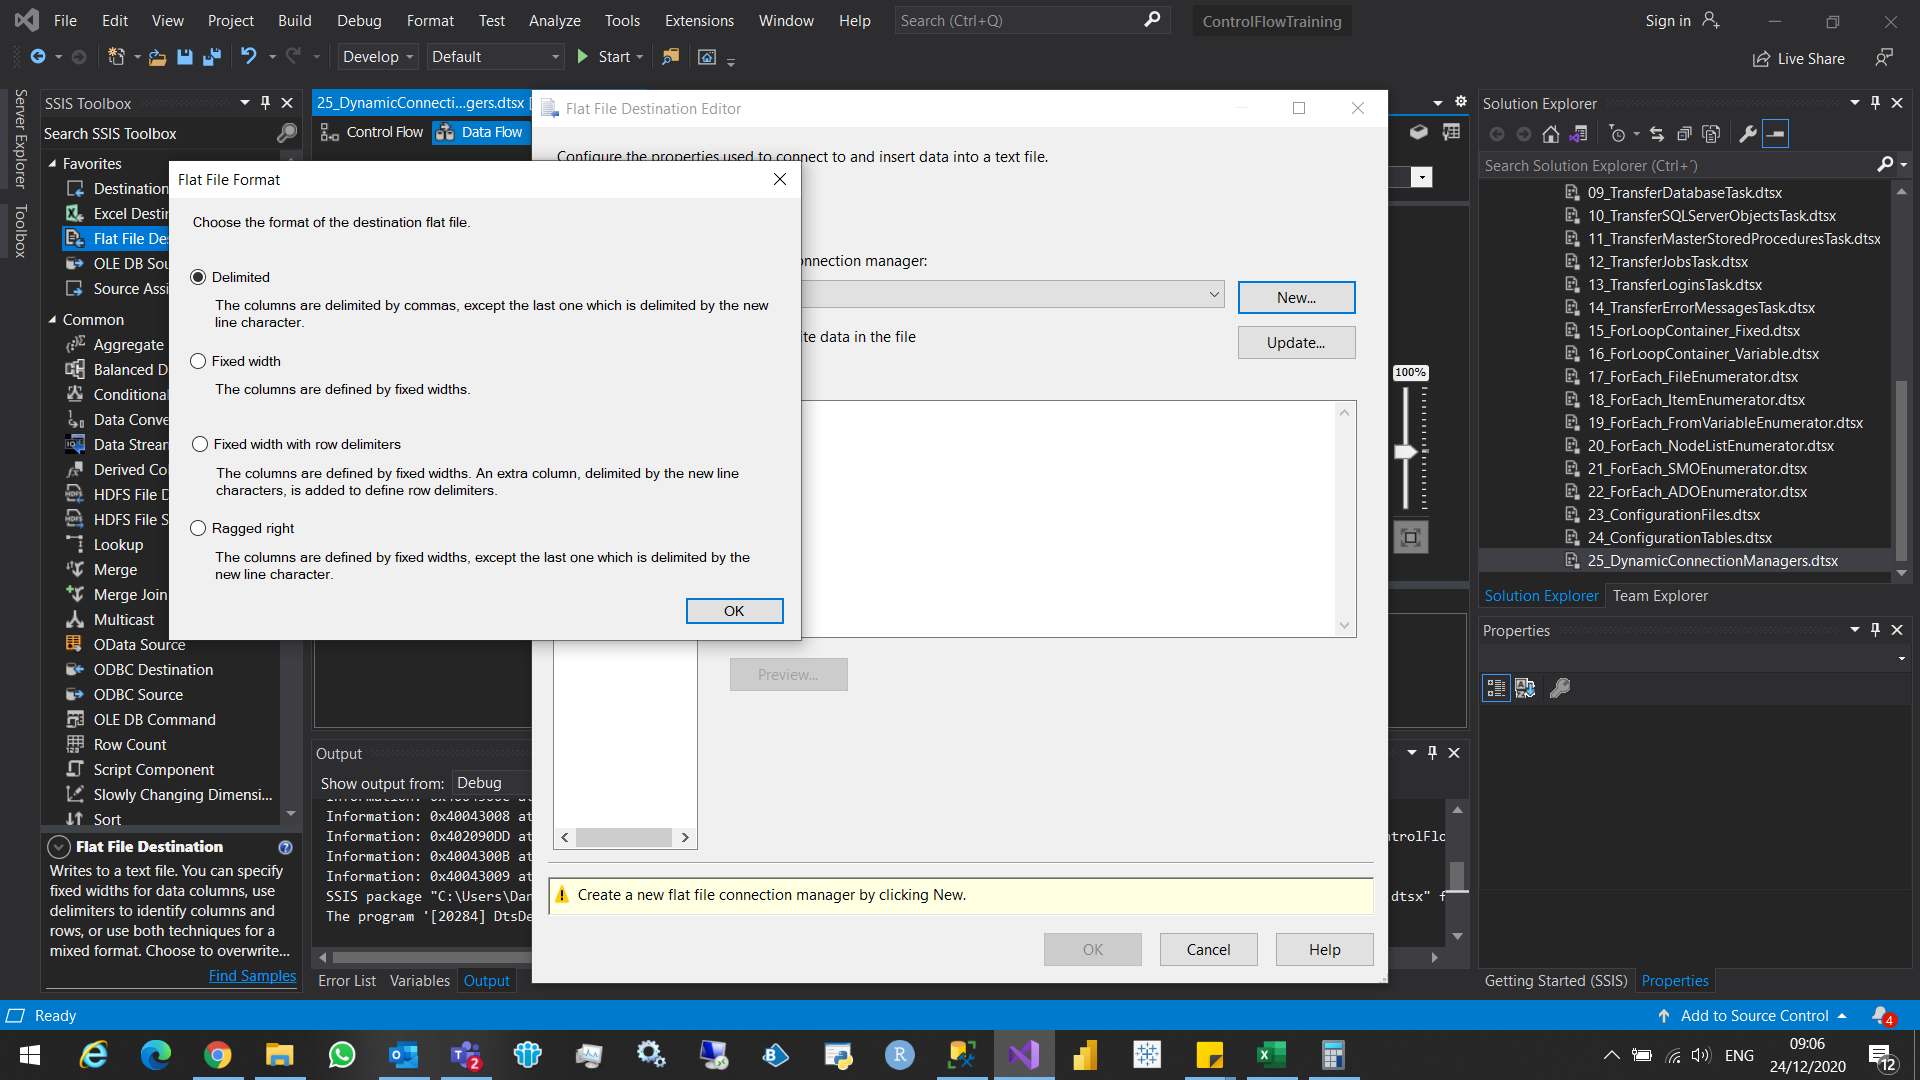 File Edit View Project Build Debug Format Test Analyze Tools Extensions Window Help Search (Ctrl+Q) ControlFlowTraining Sign in
Develop Default Start Live Share
Server Explorer
Toolbox
SSIS Toolbox
Search SSIS Toolbox
Favorites
Destination
Excel Destin
Flat File Des
OLE DB Sou
Source Assi
Common
Aggregate
Balanced D
Conditional
Data Conve
Data Stream
Derived Co
HDFS File D
HDFS File S
Lookup
Merge
Merge Join
Multicast
OData Source
ODBC Destination
ODBC Source
OLE DB Command
Row Count
Script Component
Slowly Changing Dimensi...
Sort
Flat File Destination
Writes to a text file. You can specify
fixed widths for data columns, use
delimiters to identify columns and
rows, or use both techniques for a
mixed format. Choose to overwrite...
Find Samples
25_DynamicConnecti...gers.dtsx
Control Flow Data Flow
Flat File Format
Choose the format of the destination flat file.
Delimited
The columns are delimited by commas, except the last one which is delimited by the new
line character.
Fixed width
The columns are defined by fixed widths.
Fixed width with row delimiters
The columns are defined by fixed widths. An extra column, delimited by the new line
characters, is added to define row delimiters.
Ragged right
The columns are defined by fixed widths, except the last one which is delimited by the
new line character.
OK
Flat File Destination Editor
Configure the properties used to connect to and insert data into a text file.
nnection manager:
New...
ite data in the file
Update...
Preview...
Create a new flat file connection manager by clicking New.
OK Cancel Help
100%
Output
Show output from: Debug
Information: 0x40043008 at
Information: 0x402090DD at
Information: 0x4004300B at
Information: 0x40043009 at
SSIS package "C:\Users\Dan
The program '[20284] DtsDe
ntrolFlo
dtsx" f
Error List Variables Output
Solution Explorer
Search Solution Explorer (Ctrl+¨)
09_TransferDatabaseTask.dtsx
10_TransferSQLServerObjectsTask.dtsx
11_TransferMasterStoredProceduresTask.dtsx
12_TransferJobsTask.dtsx
13_TransferLoginsTask.dtsx
14_TransferErrorMessagesTask.dtsx
15_ForLoopContainer_Fixed.dtsx
16_ForLoopContainer_Variable.dtsx
17_ForEach_FileEnumerator.dtsx
18_ForEach_ItemEnumerator.dtsx
19_ForEach_FromVariableEnumerator.dtsx
20_ForEach_NodeListEnumerator.dtsx
21_ForEach_SMOEnumerator.dtsx
22_ForEach_ADOEnumerator.dtsx
23_ConfigurationFiles.dtsx
24_ConfigurationTables.dtsx
25_DynamicConnectionManagers.dtsx
Solution Explorer Team Explorer
Properties
Getting Started (SSIS) Properties
Ready Add to Source Control 4
2
ENG
09:06
24/12/2020
12